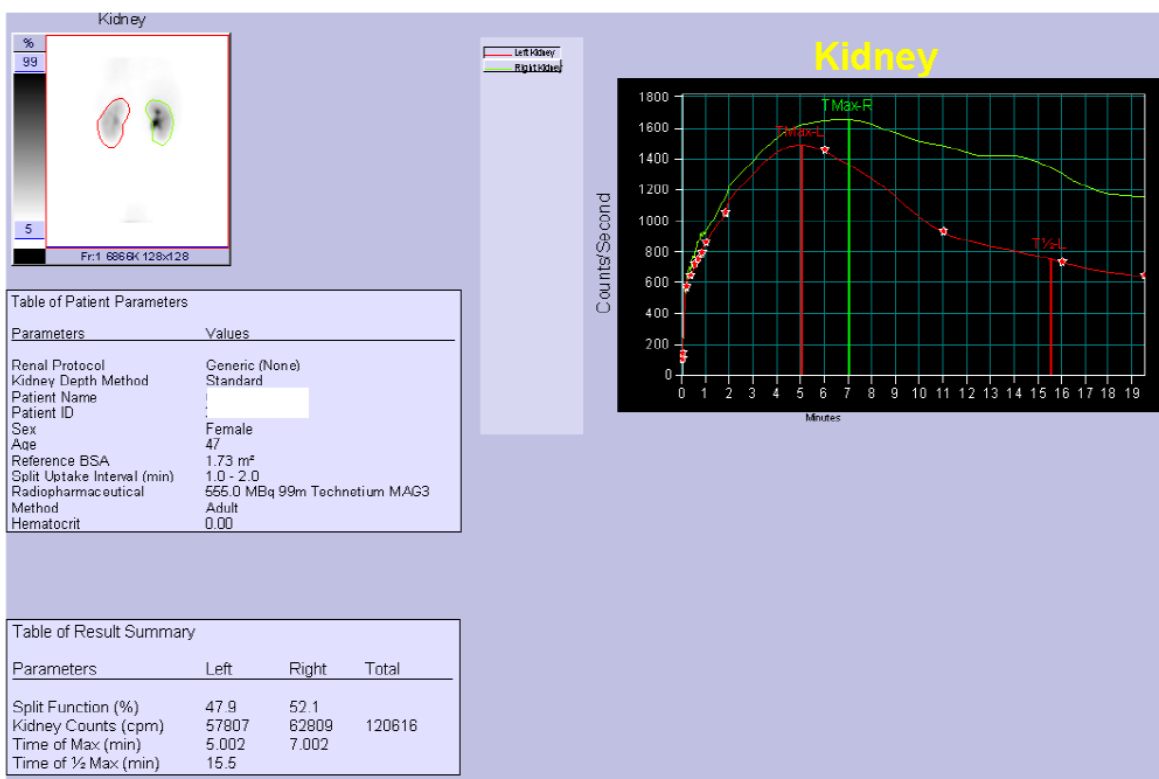 Kidney
%
99
5
Fr:1 6866K 128x128
Left Kidney
Right Kidney
Kidney
TMax-R
TMax-L
T½-L
Counts/Second
1800
1600
1400
1200
1000
800
600
400
200
0
0 1 2 3 4 5 6 7 8 9 10 11 12 13 14 15 16 17 18 19
Minutes
Table of Patient Parameters
Parameters Values
Renal Protocol Generic (None)
Kidney Depth Method Standard
Patient Name
Patient ID
Sex Female
Age 47
Reference BSA 1.73 m²
Split Uptake Interval (min) 1.0 - 2.0
Radiopharmaceutical 555.0 MBq 99m Technetium MAG3
Method Adult
Hematocrit 0.00
Table of Result Summary
Parameters Left Right Total
Split Function (%) 47.9 52.1
Kidney Counts (cpm) 57807 62809 120616
Time of Max (min) 5.002 7.002
Time of ½ Max (min) 15.5